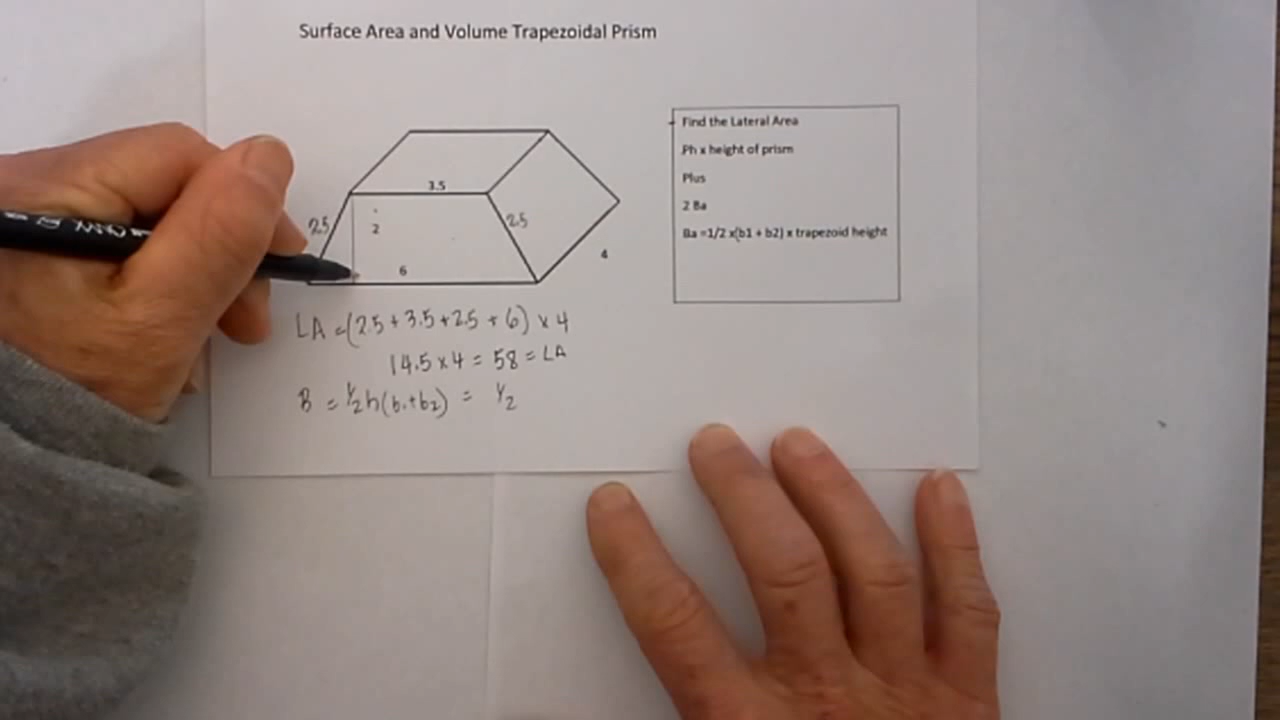 Surface Area and Volume Trapezoidal Prism
Find the Lateral Area
Ph x height of prism
Plus
2 Ba
Ba =1/2 x(b1 + b2) x trapezoid height
3.5
2.5
2
2.5
6
4
LA =(2.5+3.5+2.5+6) x 4
14.5 x 4 = 58 = LA
B = 1/2h(b1+b2) = 1/2